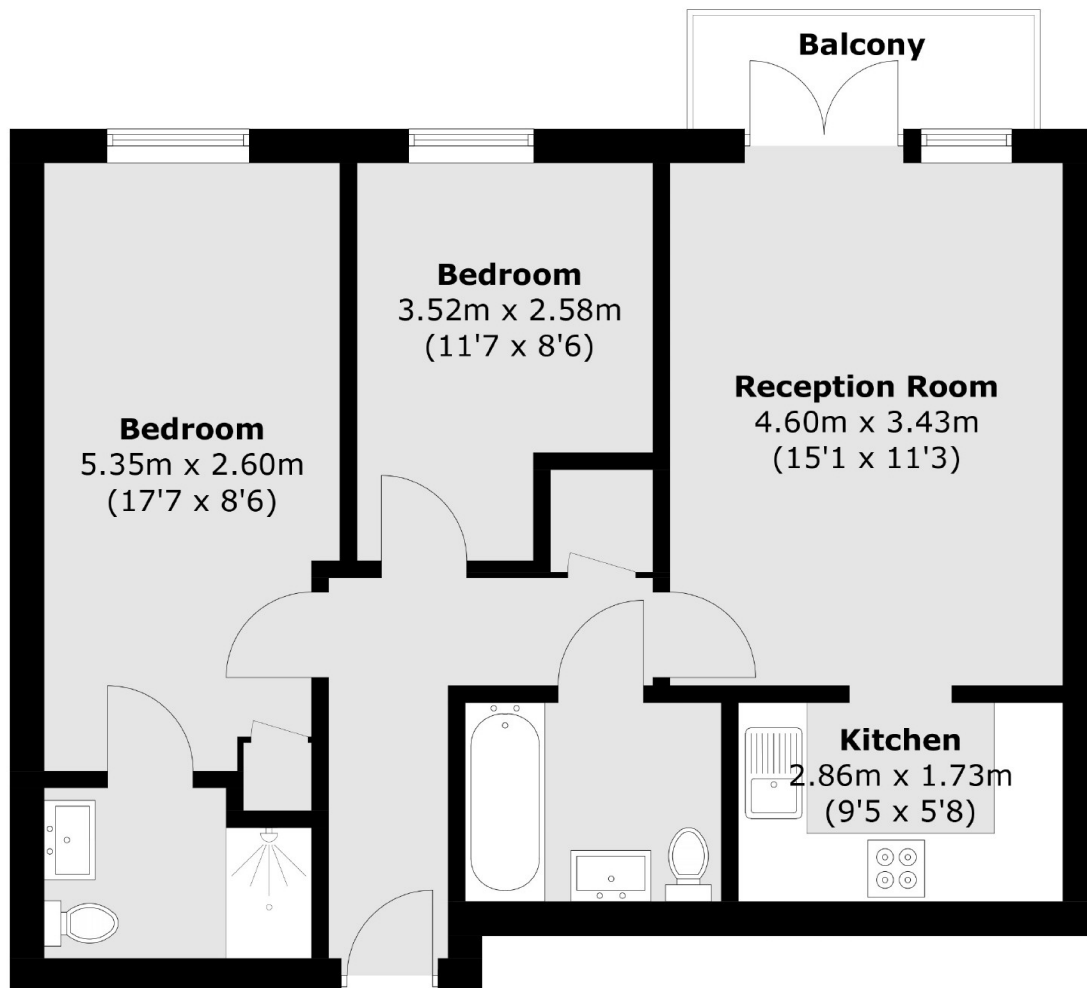 Balcony
Bedroom
3.52m x 2.58m
(11'7 x 8'6)
Reception Room
4.60m x 3.43m
(15'1 x 11'3)
Bedroom
5.35m x 2.60m
(17'7 x 8'6)
Kitchen
2.86m x 1.73m
(9'5 x 5'8)